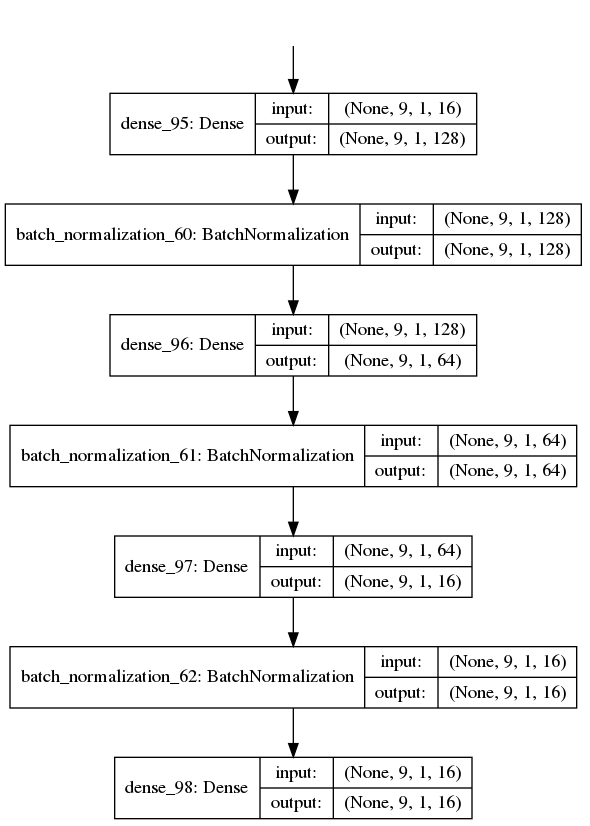 dense_95: Dense
input: (None, 9, 1, 16)
output: (None, 9, 1, 128)
batch_normalization_60: BatchNormalization
input: (None, 9, 1, 128)
output: (None, 9, 1, 128)
dense_96: Dense
input: (None, 9, 1, 128)
output: (None, 9, 1, 64)
batch_normalization_61: BatchNormalization
input: (None, 9, 1, 64)
output: (None, 9, 1, 64)
dense_97: Dense
input: (None, 9, 1, 64)
output: (None, 9, 1, 16)
batch_normalization_62: BatchNormalization
input: (None, 9, 1, 16)
output: (None, 9, 1, 16)
dense_98: Dense
input: (None, 9, 1, 16)
output: (None, 9, 1, 16)